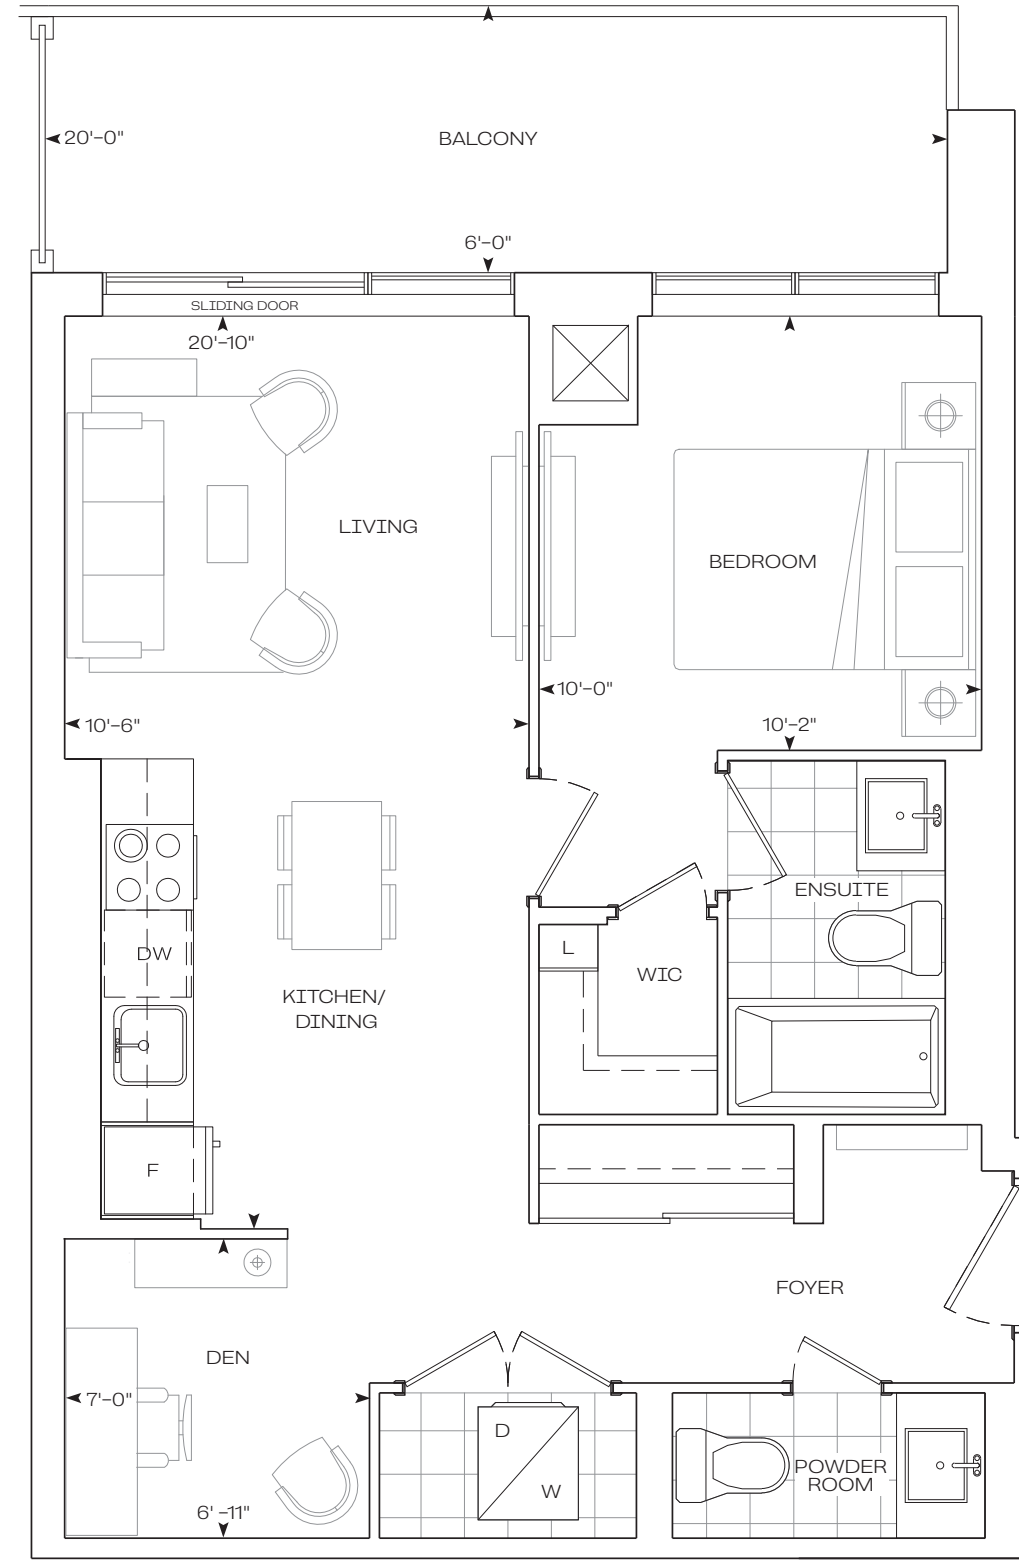 20'-0"
BALCONY
6'-0"
SLIDING DOOR
20'-10"
LIVING
BEDROOM
10'-0"
10'-6"
10'-2"
ENSUITE
DW
L
WIC
KITCHEN/
DINING
F
FOYER
DEN
7'-0"
D
W
POWDER
ROOM
6' -11"